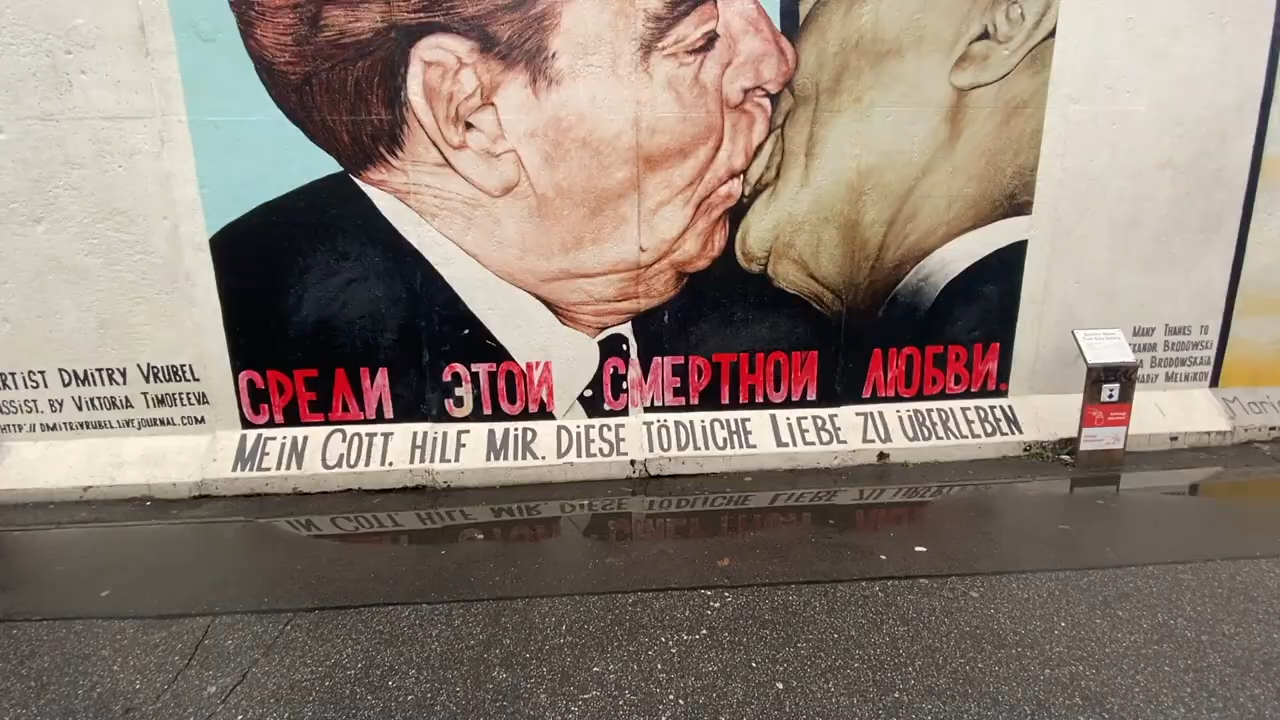 СРЕДИ ЭТОЙ СМЕРТНОЙ ЛЮБВИ.
MEIN GOTT. HILF MIR. DIESE TÖDLICHE LIEBE ZU ÜBERLEBEN
RTIST DMITRY VRUBEL
ASSIST. BY VIKTORIA TIMOFEEVA
HTTP://DMITRIVRUBEL.LIVEJOURNAL.COM
MANY THANKS TO
BRODOWSKI
BRODOWSKAIA
MELNIKOV